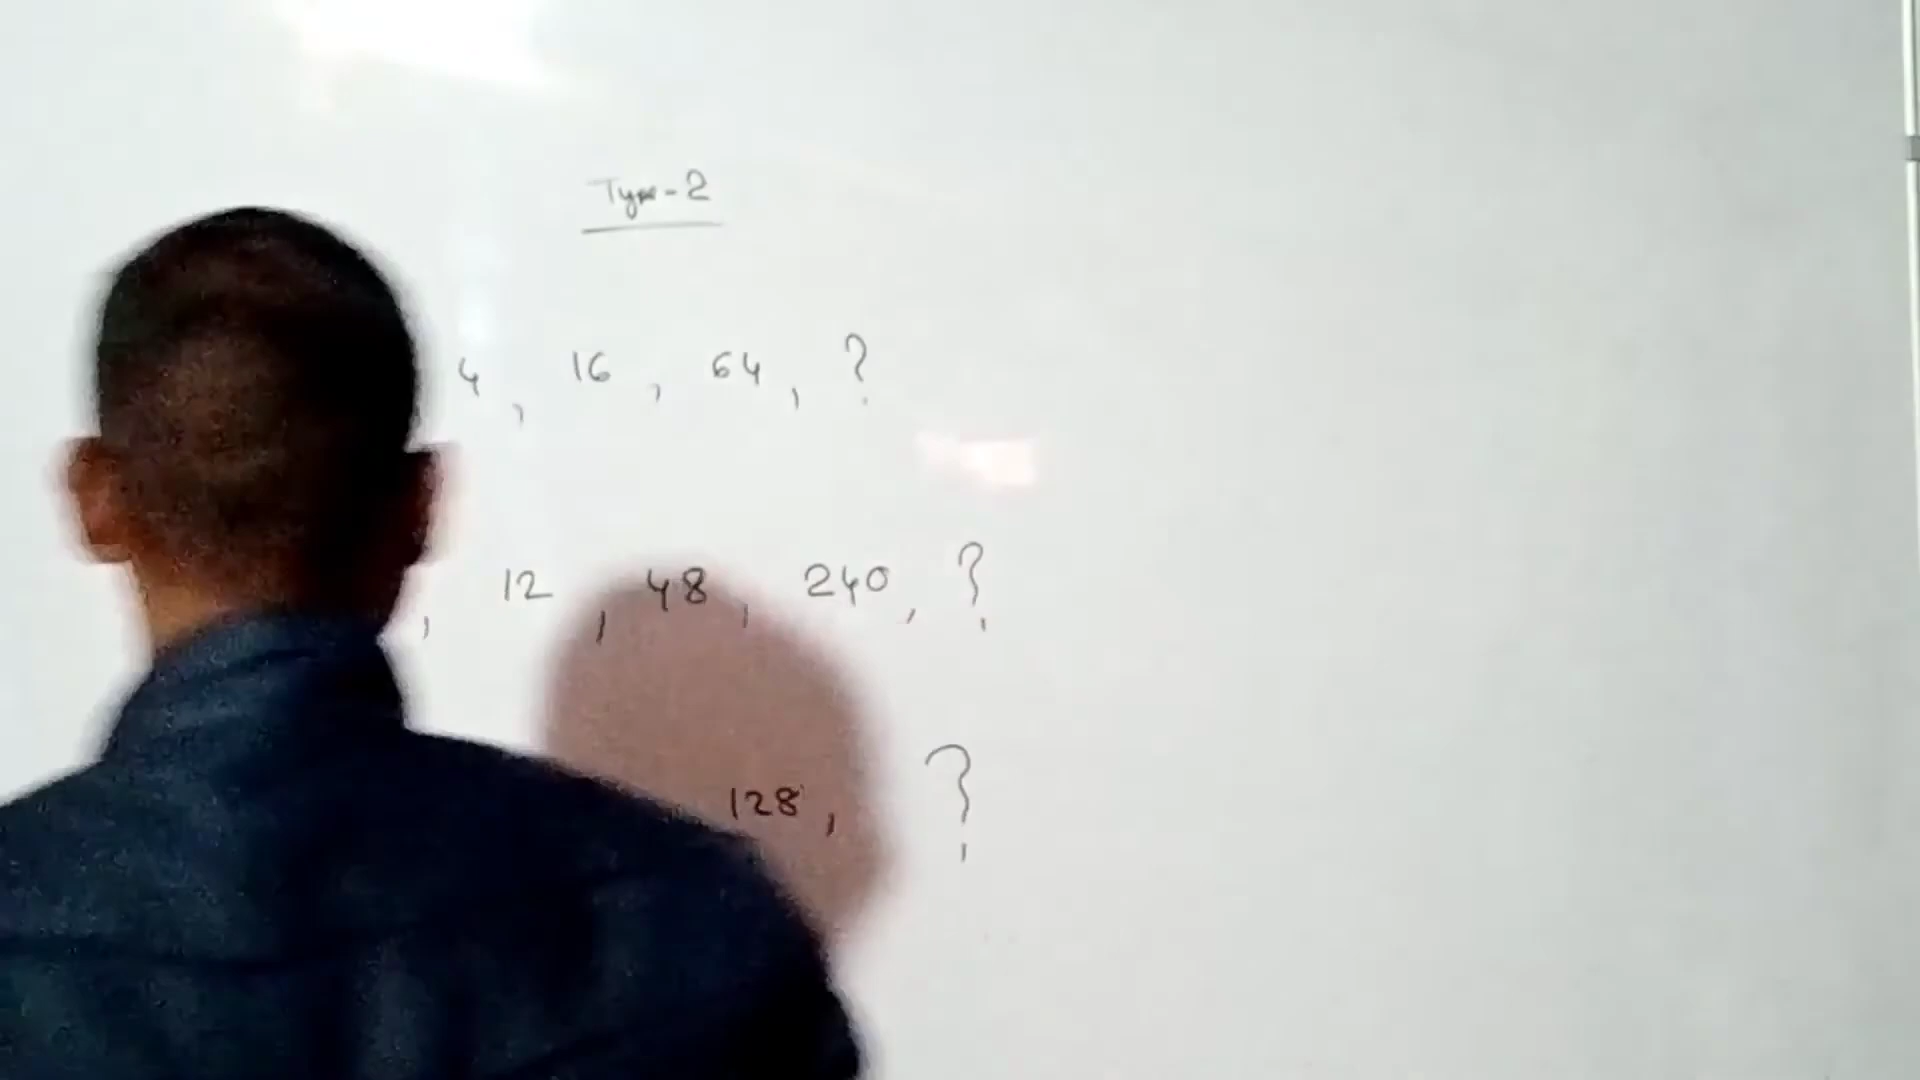 Type-2
4, 16, 64, ?
, 12, 48, 240, ?
128, ?